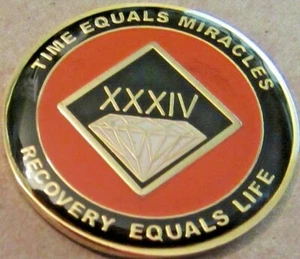 TIME EQUALS MIRACLES
XXXIV
RECOVERY EQUALS LIFE